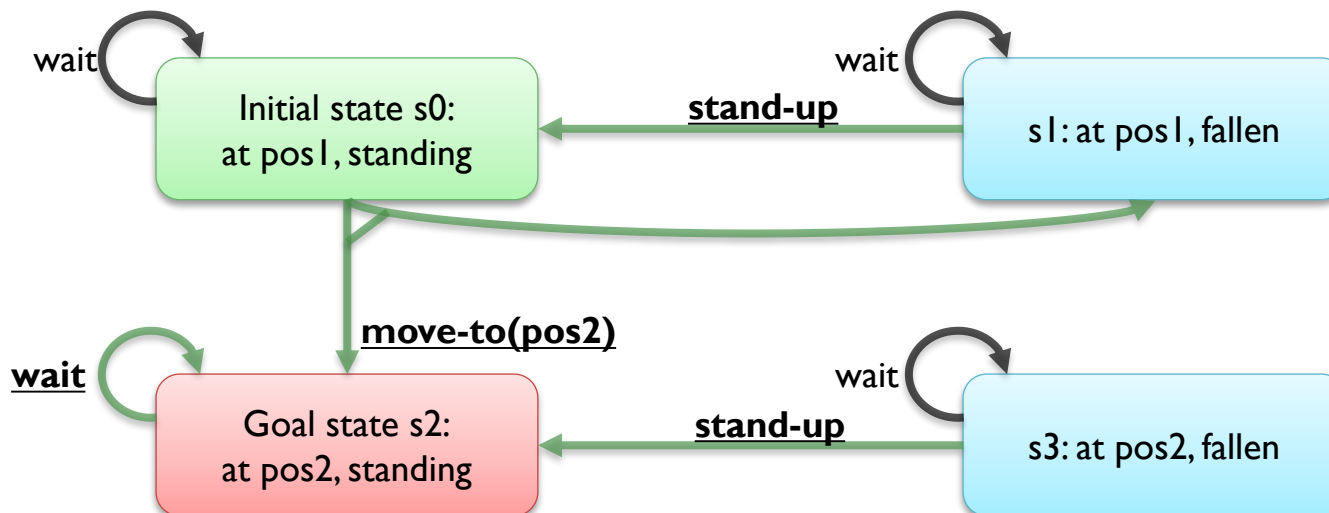 wait
Initial state s0:
at pos1, standing
stand-up
wait
s1: at pos1, fallen
move-to(pos2)
wait
Goal state s2:
at pos2, standing
stand-up
wait
s3: at pos2, fallen